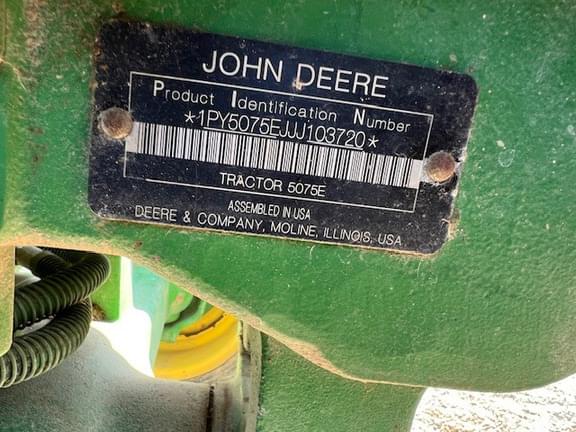 JOHN DEERE
Product Identification Number
*1PY5075EJJJ103720*
TRACTOR 5075E
ASSEMBLED IN USA
DEERE & COMPANY, MOLINE, ILLINOIS, USA